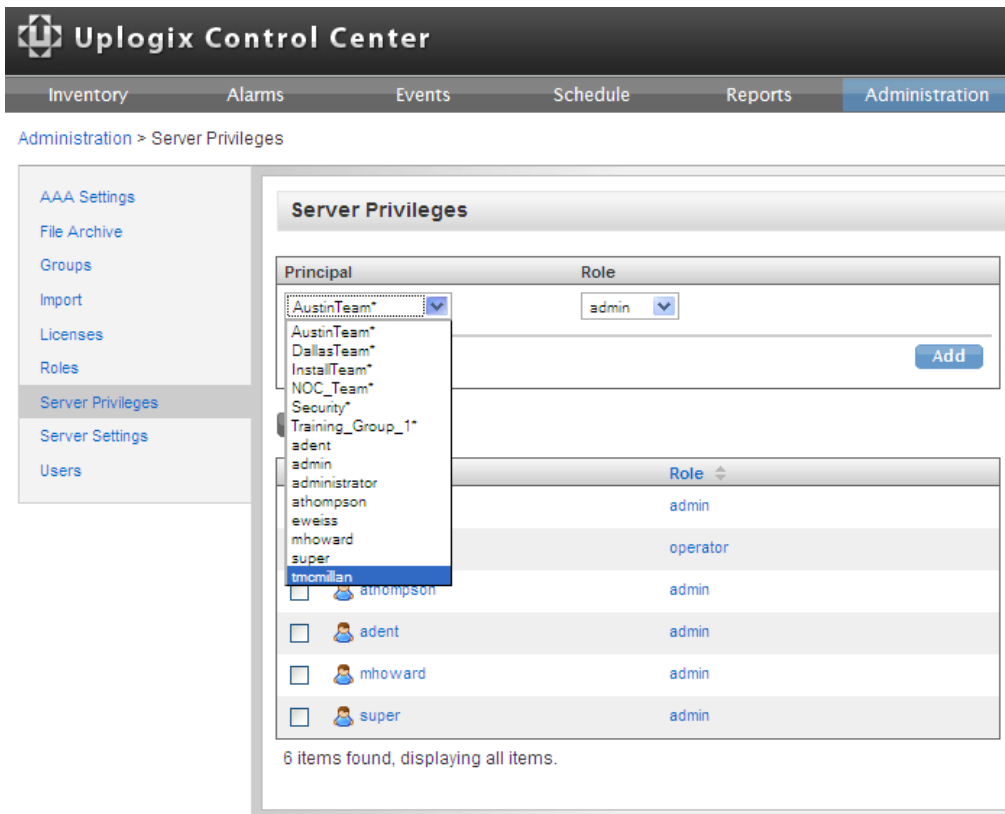 Uplogix Control Center
Inventory Alarms Events Schedule Reports Administration
Administration > Server Privileges
AAA Settings
File Archive
Groups
Import
Licenses
Roles
Server Privileges
Server Settings
Users
Server Privileges
Principal Role
AustinTeam* admin
AustinTeam*
DallasTeam*
InstallTeam*
NOC_Team*
Security*
Training_Group_1*
adent
admin
administrator
athompson
eweiss
mhoward
super
tmcmillan
Add
Role
admin
operator
athompson admin
adent admin
mhoward admin
super admin
6 items found, displaying all items.